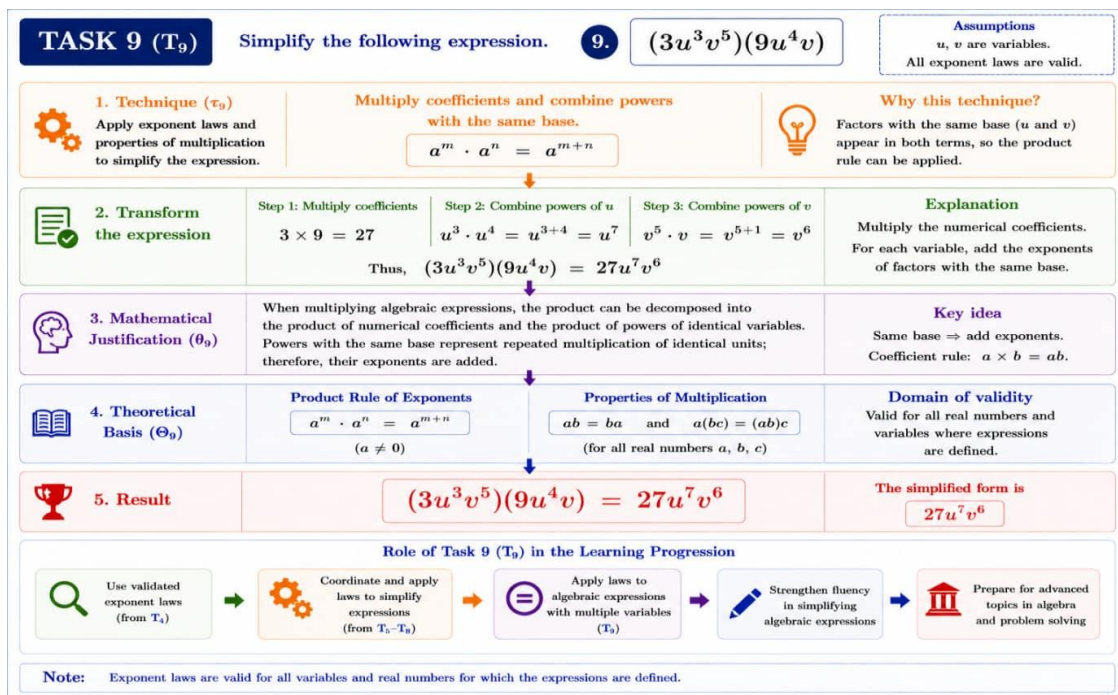 TASK 9 (T₉)
Simplify the following expression.
9.
(3u³v⁵)(9u⁴v)
Assumptions
u, v are variables.
All exponent laws are valid.
1. Technique (τ₉)
Apply exponent laws and
properties of multiplication
to simplify the expression.
Multiply coefficients and combine powers
with the same base.
aᵐ · aⁿ = aᵐ⁺ⁿ
Why this technique?
Factors with the same base (u and v)
appear in both terms, so the product
rule can be applied.
2. Transform
the expression
Step 1: Multiply coefficients
3 × 9 = 27
Step 2: Combine powers of u
u³ · u⁴ = u³⁺⁴ = u⁷
Step 3: Combine powers of v
v⁵ · v = v⁵⁺¹ = v⁶
Thus, (3u³v⁵)(9u⁴v) = 27u⁷v⁶
Explanation
Multiply the numerical coefficients.
For each variable, add the exponents
of factors with the same base.
3. Mathematical
Justification (θ₉)
When multiplying algebraic expressions, the product can be decomposed into
the product of numerical coefficients and the product of powers of identical variables.
Powers with the same base represent repeated multiplication of identical units;
therefore, their exponents are added.
Key idea
Same base ⇒ add exponents.
Coefficient rule: a × b = ab.
4. Theoretical
Basis (Θ₉)
Product Rule of Exponents
aᵐ · aⁿ = aᵐ⁺ⁿ
(a ≠ 0)
Properties of Multiplication
ab = ba and a(bc) = (ab)c
(for all real numbers a, b, c)
Domain of validity
Valid for all real numbers and
variables where expressions
are defined.
5. Result
(3u³v⁵)(9u⁴v) = 27u⁷v⁶
The simplified form is
27u⁷v⁶
Role of Task 9 (T₉) in the Learning Progression
Use validated
exponent laws
(from T₄)
Coordinate and apply
laws to simplify
expressions
(from T₅–T₈)
Apply laws to
algebraic expressions
with multiple variables
(T₉)
Strengthen fluency
in simplifying
algebraic expressions
Prepare for advanced
topics in algebra
and problem solving
Note: Exponent laws are valid for all variables and real numbers for which the expressions are defined.